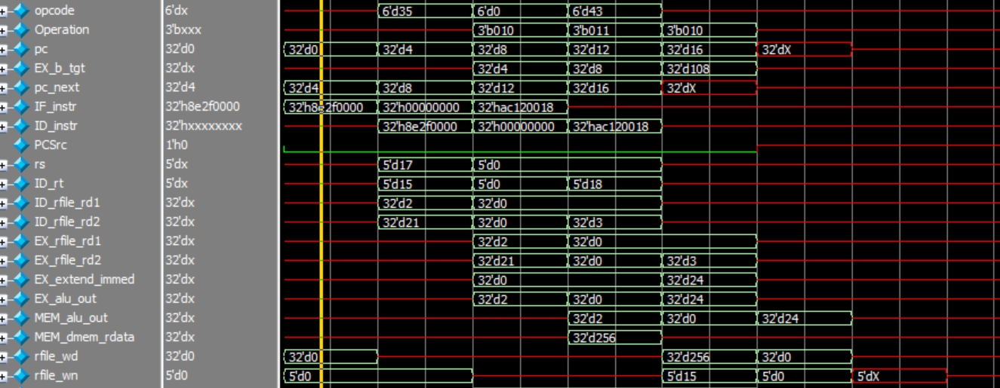 opcode 6'dx 6'd35 6'd0 6'd43
Operation 3'bxxx 3'b010 3'b011 3'b010
pc 32'd0 32'd0 32'd4 32'd8 32'd12 32'd16 32'dX
EX_b_tgt 32'dx 32'd4 32'd8 32'd108
pc_next 32'd4 32'd4 32'd8 32'd12 32'd16 32'dX
IF_instr 32'h8e2f0000 32'h8e2f0000 32'h00000000 32'hac120018
ID_instr 32'hxxxxxxxx 32'h8e2f0000 32'h00000000 32'hac120018
PCSrc 1'h0
rs 5'dx 5'd17 5'd0
ID_rt 5'dx 5'd15 5'd0 5'd18
ID_rfile_rd1 32'dx 32'd2 32'd0
ID_rfile_rd2 32'dx 32'd21 32'd0 32'd3
EX_rfile_rd1 32'dx 32'd2 32'd0
EX_rfile_rd2 32'dx 32'd21 32'd0 32'd3
EX_extend_immed 32'dx 32'd0 32'd24
EX_alu_out 32'dx 32'd2 32'd0 32'd24
MEM_alu_out 32'dx 32'd2 32'd0 32'd24
MEM_dmem_rdata 32'dx 32'd256
rfile_wd 32'd0 32'd0 32'd256 32'd0
rfile_wn 5'd0 5'd0 5'd15 5'd0 5'dX